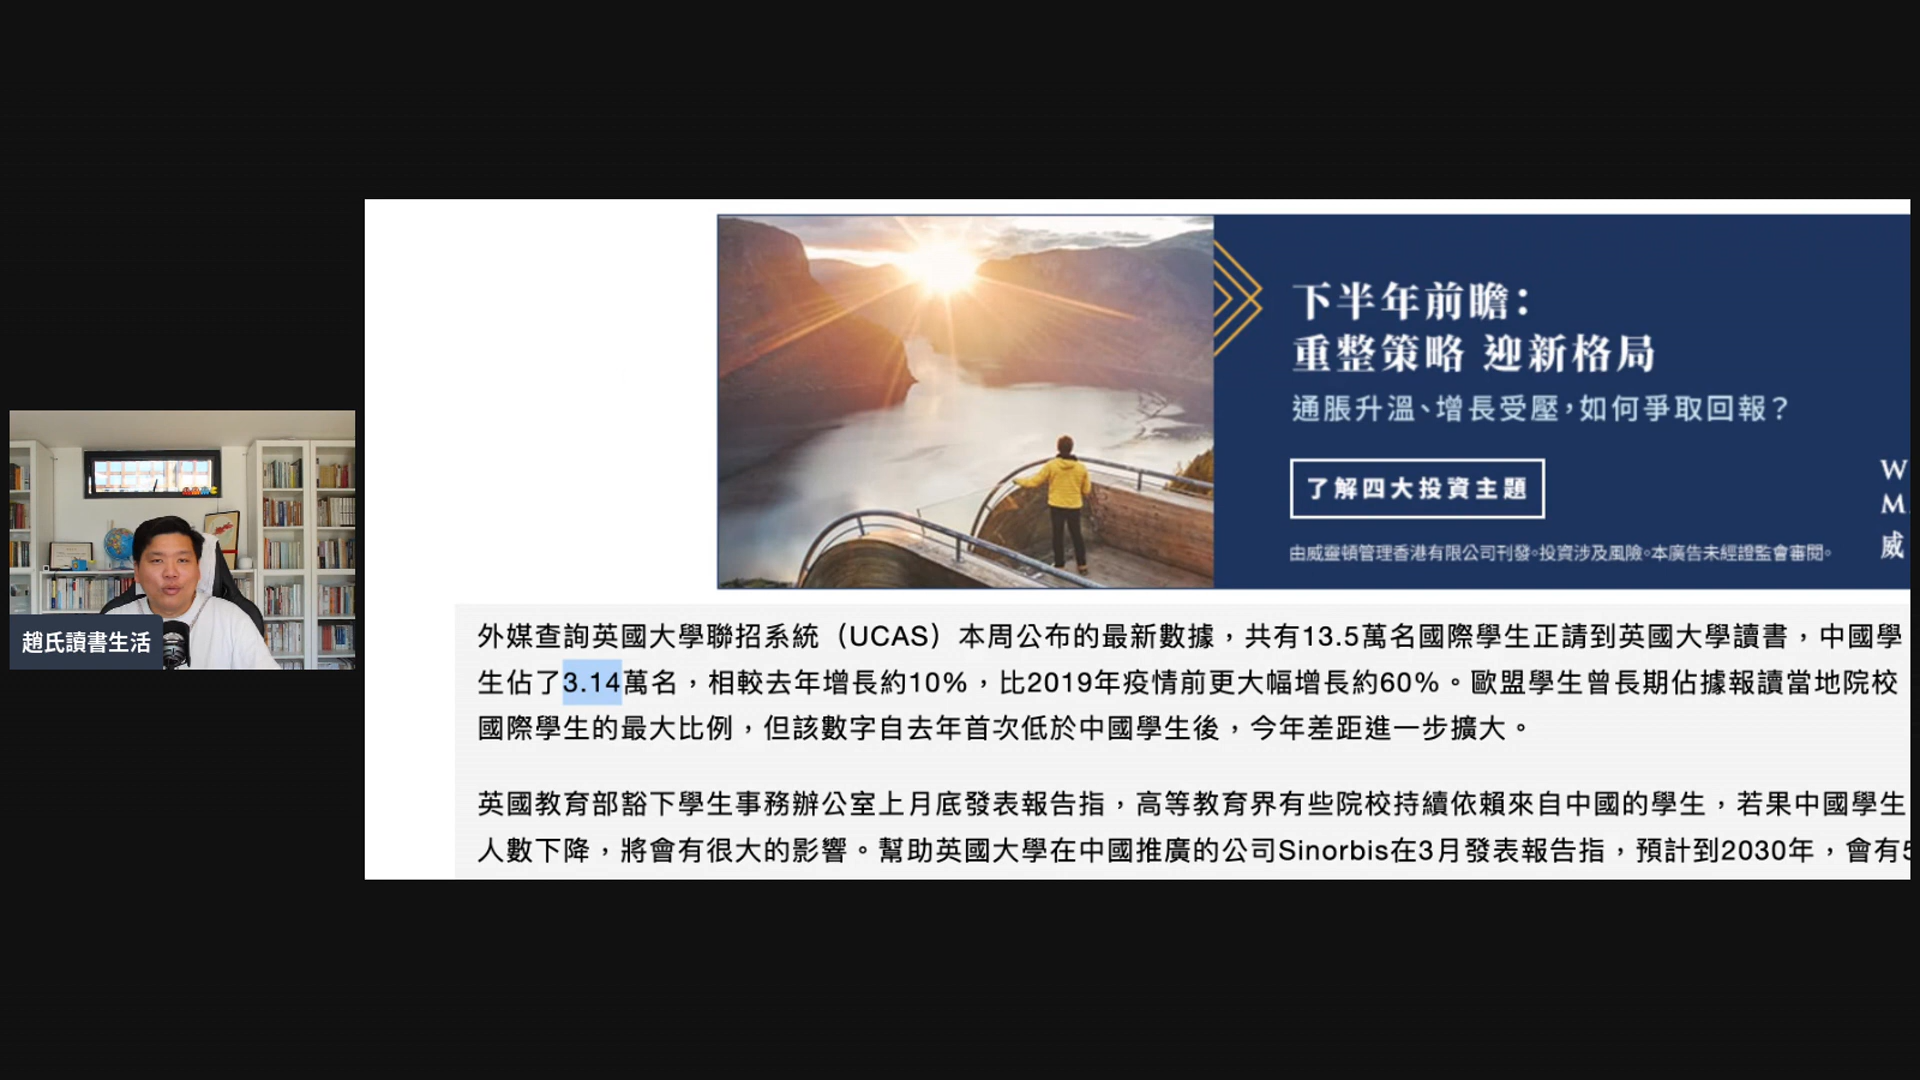 下半年前瞻：
重整策略 迎新格局
通脹升溫、增長受壓，如何爭取回報？
了解四大投資主題
由威靈頓管理香港有限公司刊發。投資涉及風險。本廣告未經證監會審閱。
W
M
威
趙氏讀書生活
外媒查詢英國大學聯招系統（UCAS）本周公布的最新數據，共有13.5萬名國際學生正請到英國大學讀書，中國學
生佔了3.14萬名，相較去年增長約10%，比2019年疫情前更大幅增長約60%。歐盟學生曾長期佔據報讀當地院校
國際學生的最大比例，但該數字自去年首次低於中國學生後，今年差距進一步擴大。
英國教育部豁下學生事務辦公室上月底發表報告指，高等教育界有些院校持續依賴來自中國的學生，若果中國學生
人數下降，將會有很大的影響。幫助英國大學在中國推廣的公司Sinorbis在3月發表報告指，預計到2030年，會有5